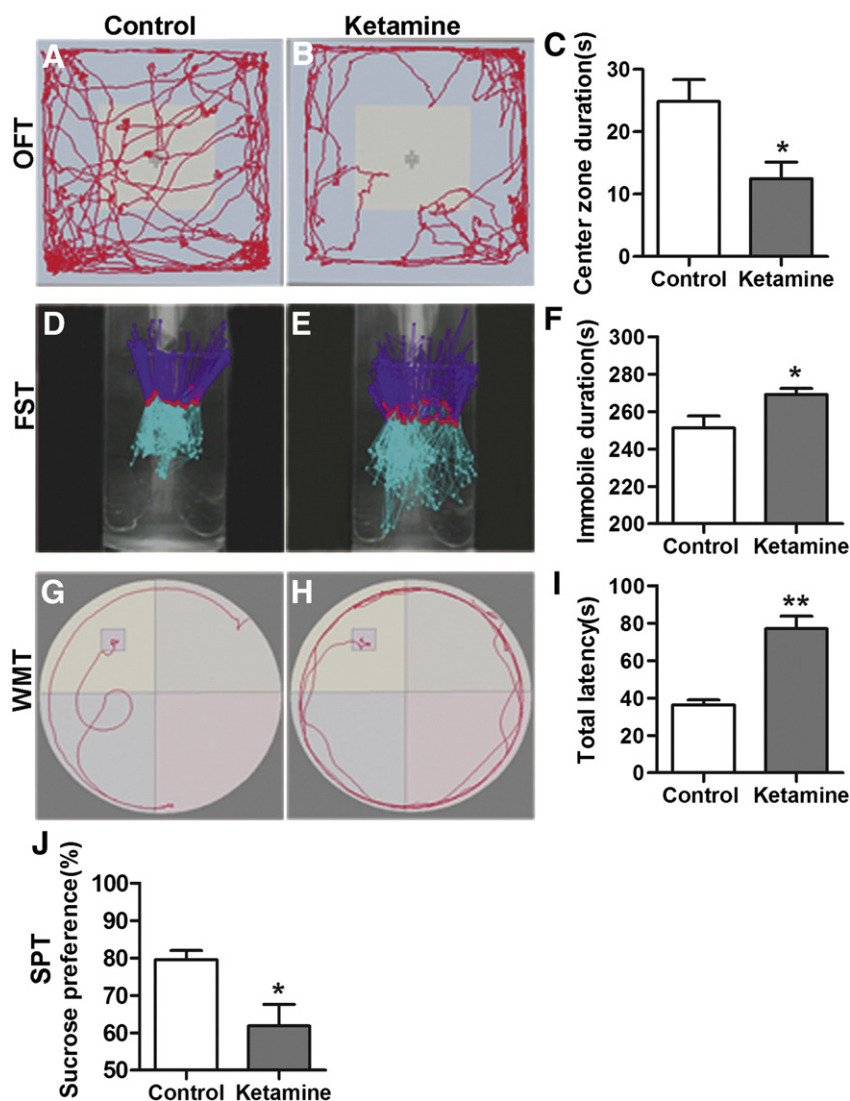 Control
Ketamine
OFT
A
B
C
Center zone duration(s)
30
20
10
0
Control Ketamine
*
FST
D
E
F
Immobile duration(s)
300
280
260
240
220
200
Control Ketamine
*
WMT
G
H
I
Total latency(s)
100
80
60
40
20
0
Control Ketamine
**
J
SPT
Sucrose preference(%)
100
90
80
70
60
50
Control Ketamine
*